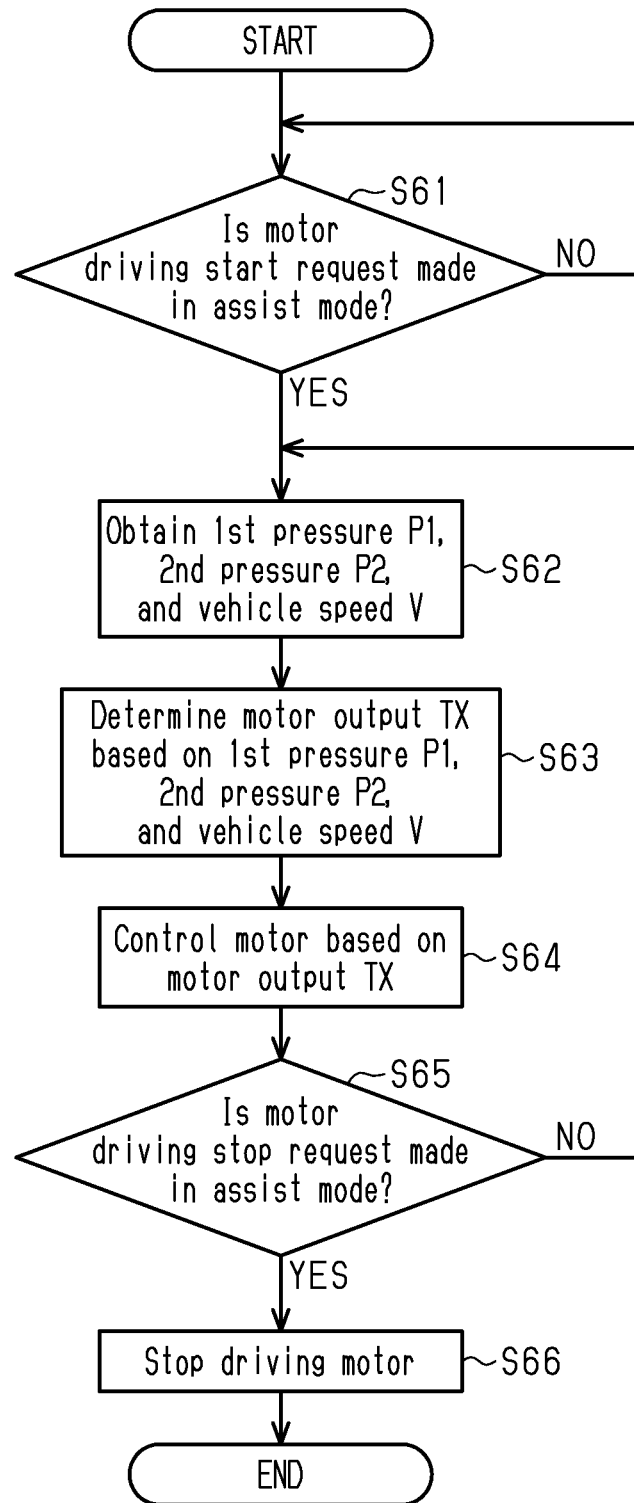 START
S61
Is motor
driving start request made
in assist mode?
NO
YES
Obtain 1st pressure P1,
2nd pressure P2,
and vehicle speed V
S62
Determine motor output TX
based on 1st pressure P1,
2nd pressure P2,
and vehicle speed V
S63
Control motor based on
motor output TX
S64
S65
Is motor
driving stop request made
in assist mode?
NO
YES
Stop driving motor
S66
END